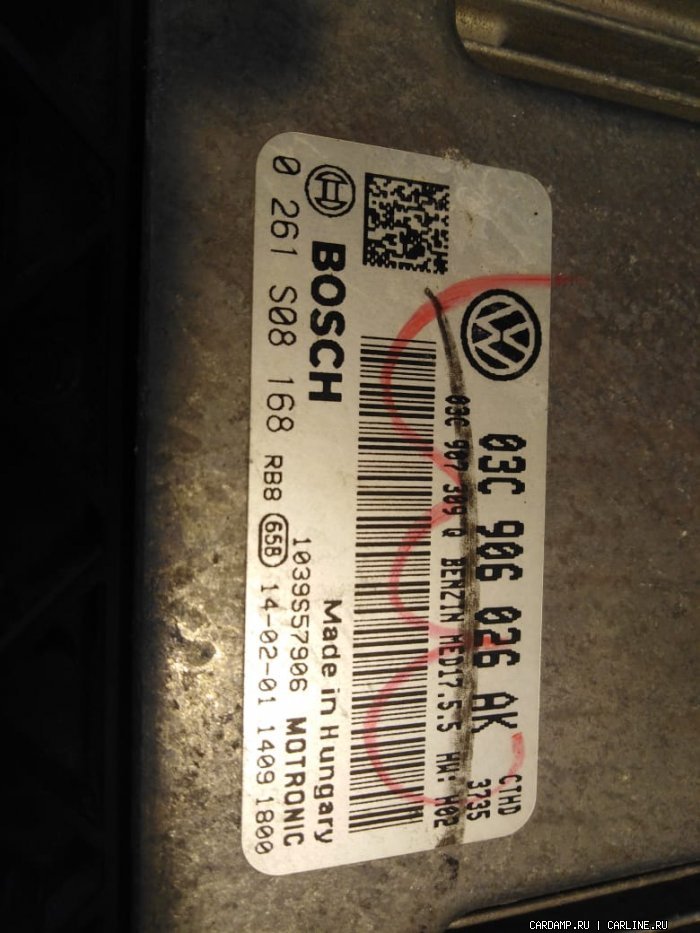 03C 906 026 AK CTHD
3735
03C 907 309 Q BENZIN MED17.5.5 HW: H02
BOSCH Made in Hungary
1039S57906 MOTRONIC
0 261 S08 168 RB8 65B 14-02-01 1409 1800
CARDAMP.RU | CARLINE.RU